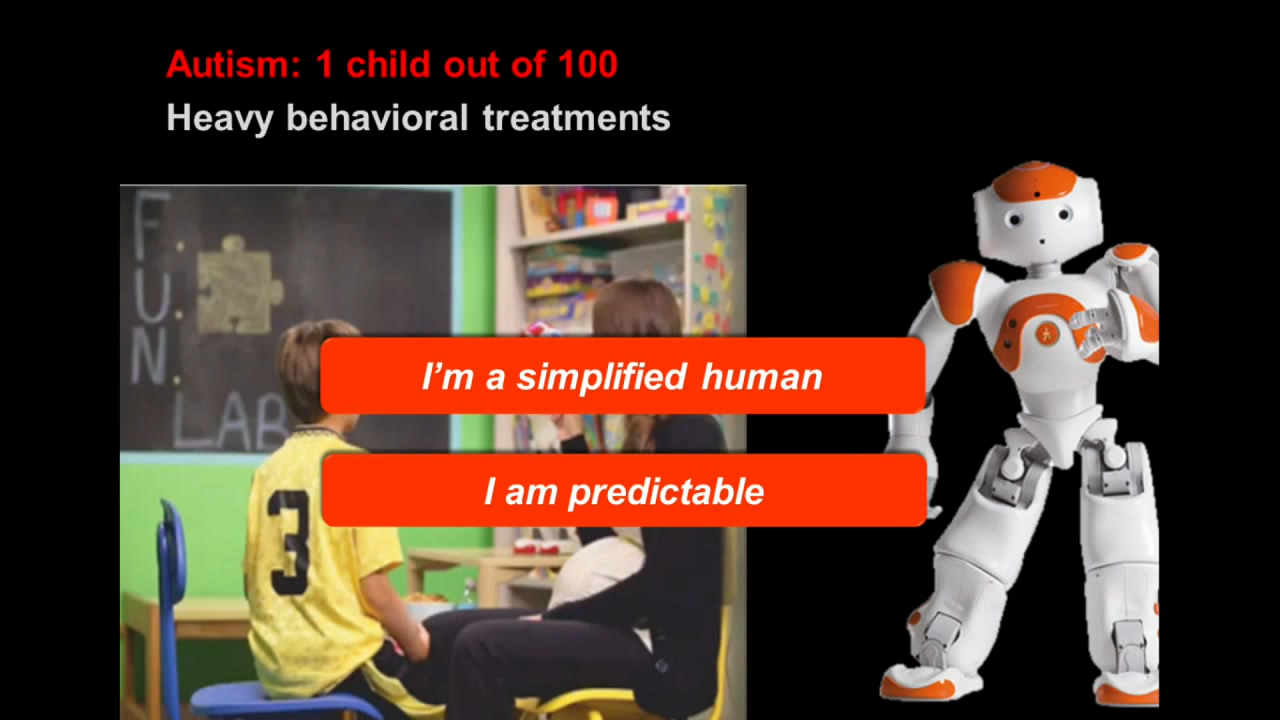 Autism: 1 child out of 100
Heavy behavioral treatments
F.
U.
N.
LAB
I’m a simplified human
I am predictable
3